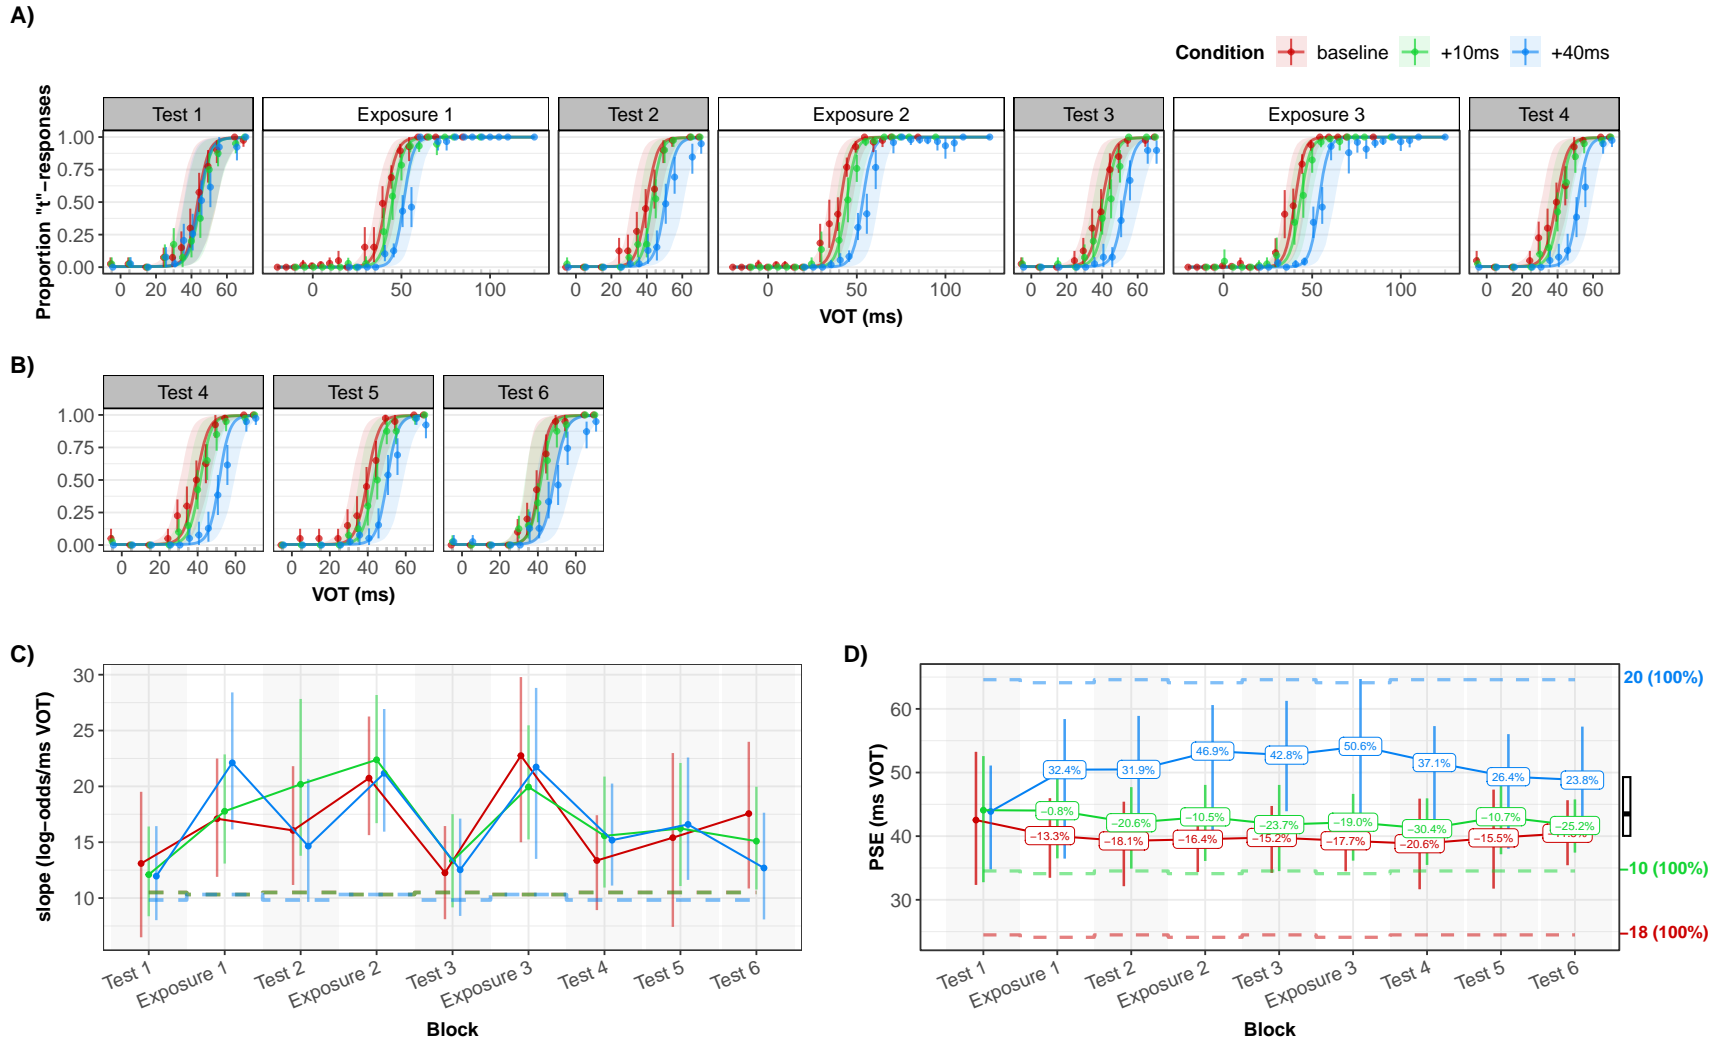 A)
Condition baseline +10ms +40ms
Test 1 Exposure 1 Test 2 Exposure 2 Test 3 Exposure 3 Test 4
Proportion "t"−responses
1.00
0.75
0.50
0.25
0.00
0 20 40 60 0 50 100 0 20 40 60 0 50 100 0 20 40 60 0 50 100 0 20 40 60
VOT (ms)
B)
Test 4 Test 5 Test 6
1.00
0.75
0.50
0.25
0.00
0 20 40 60 0 20 40 60 0 20 40 60
VOT (ms)
C)
slope (log−odds/ms VOT)
30
25
20
15
10
Test 1 Exposure 1 Test 2 Exposure 2 Test 3 Exposure 3 Test 4 Test 5 Test 6
Block
D)
PSE (ms VOT)
60
50
40
30
20 (100%)
−10 (100%)
−18 (100%)
32.4% 31.9% 46.9% 42.8% 50.6% 37.1% 26.4% 23.8%
−0.8% −20.6% −10.5% −23.7% −19.0% −30.4% −10.7% −25.2%
−13.3% −18.1% −16.4% −15.2% −17.7% −20.6% −15.5%
Test 1 Exposure 1 Test 2 Exposure 2 Test 3 Exposure 3 Test 4 Test 5 Test 6
Block